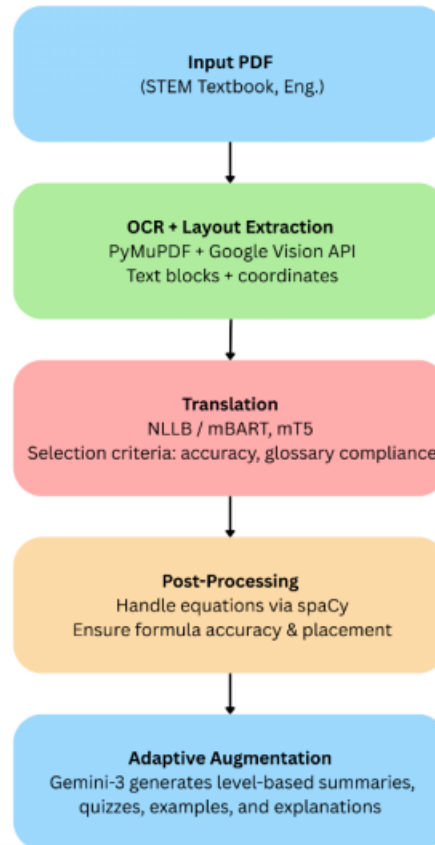 Input PDF
(STEM Textbook, Eng.)
OCR + Layout Extraction
PyMuPDF + Google Vision API
Text blocks + coordinates
Translation
NLLB / mBART, mT5
Selection criteria: accuracy, glossary compliance
Post-Processing
Handle equations via spaCy
Ensure formula accuracy & placement
Adaptive Augmentation
Gemini-3 generates level-based summaries,
quizzes, examples, and explanations